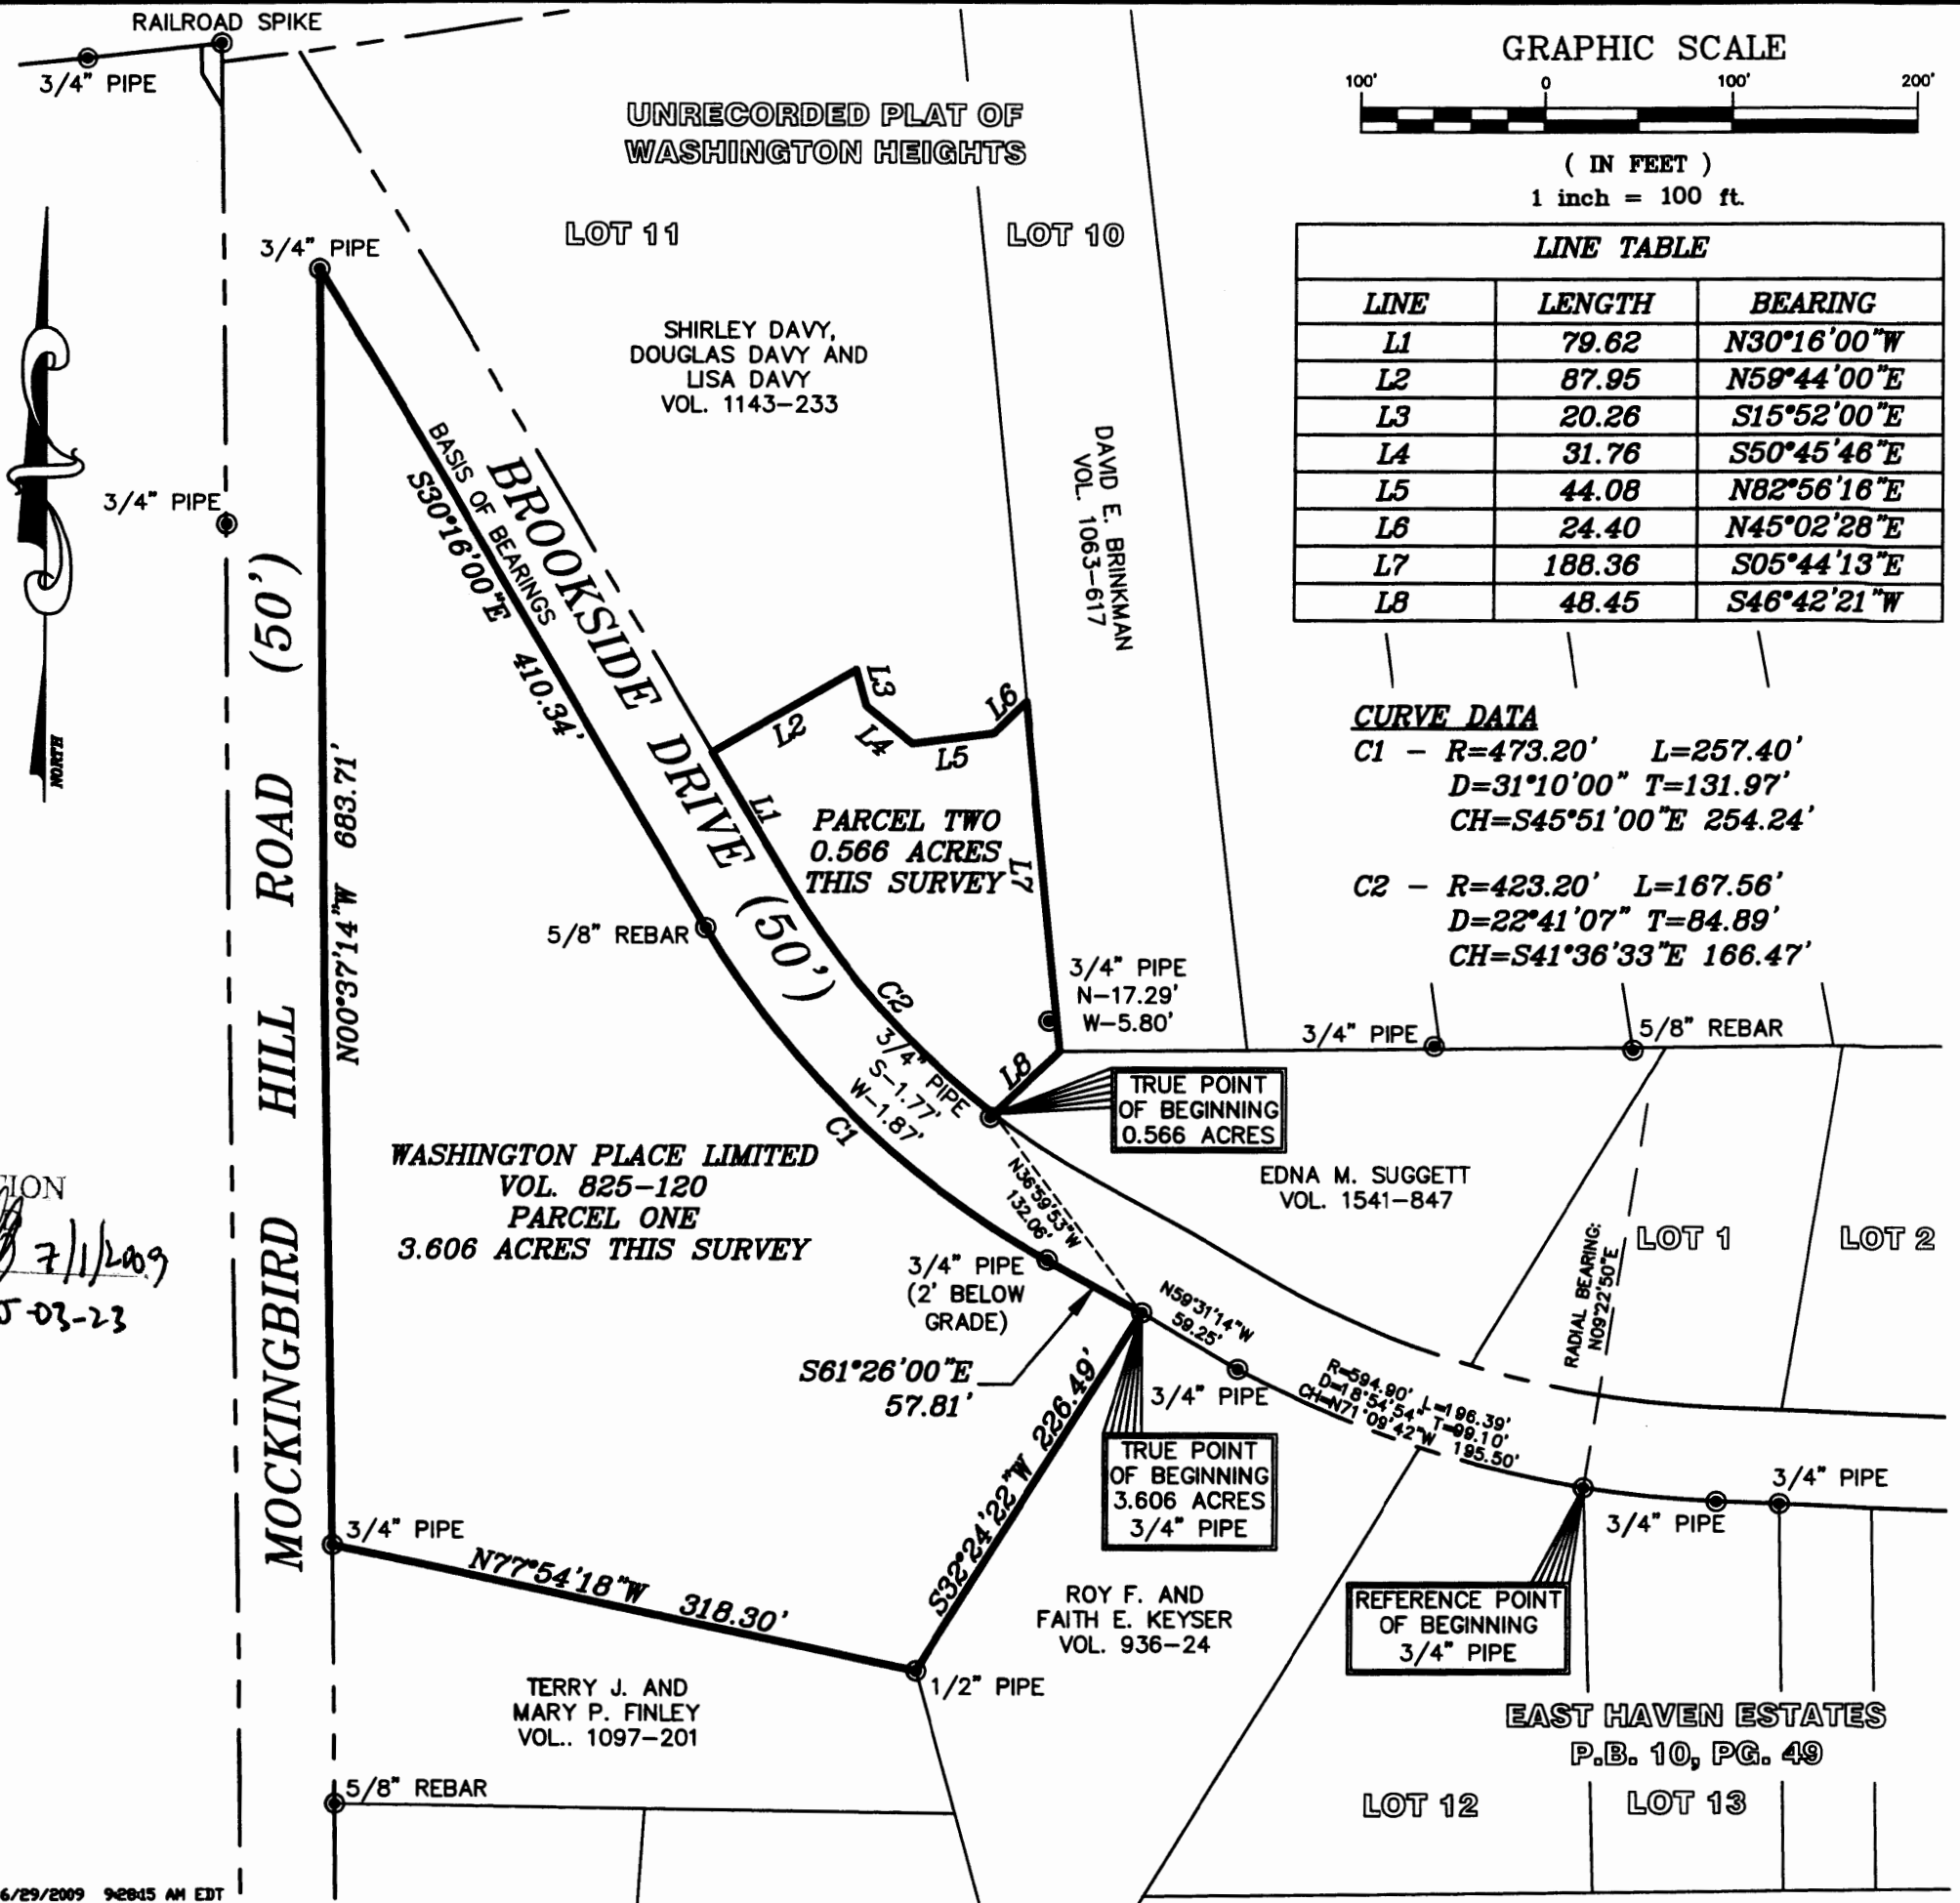 RAILROAD SPIKE
3/4" PIPE
UNRECORDED PLAT OF
WASHINGTON HEIGHTS
GRAPHIC SCALE
100' 0 100' 200'
( IN FEET )
1 inch = 100 ft.
LOT 11
LOT 10
3/4" PIPE
SHIRLEY DAVY,
DOUGLAS DAVY AND
LISA DAVY
VOL. 1143-233
LINE TABLE
LINE LENGTH BEARING
L1 79.62 N30°16'00"W
L2 87.95 N59°44'00"E
L3 20.26 S15°52'00"E
L4 31.76 S50°45'46"E
L5 44.08 N82°56'16"E
L6 24.40 N45°02'28"E
L7 188.36 S05°44'13"E
L8 48.45 S46°42'21"W
DAVID E. BRINKMAN
VOL. 1063-617
3/4" PIPE
BASIS OF BEARINGS
S30°16'00"E 410.34'
BROOKSIDE DRIVE (50')
NORTH
MOCKINGBIRD HILL ROAD (50')
N00°37'14"W 683.71'
L1
L2
L3
L4
L5
L6
L7
L8
CURVE DATA
C1 - R=473.20' L=257.40'
D=31°10'00" T=131.97'
CH=S45°51'00"E 254.24'
C2 - R=423.20' L=167.56'
D=22°41'07" T=84.89'
CH=S41°36'33"E 166.47'
PARCEL TWO
0.566 ACRES
THIS SURVEY
5/8" REBAR
3/4" PIPE
N-17.29'
W-5.80'
3/4" PIPE
5/8" REBAR
C2
3/4" PIPE
S-1.77'
W-1.87'
C1
TRUE POINT
OF BEGINNING
0.566 ACRES
WASHINGTON PLACE LIMITED
VOL. 825-120
PARCEL ONE
3.606 ACRES THIS SURVEY
EDNA M. SUGGETT
VOL. 1541-847
N36°59'53"W
132.06'
RADIAL BEARING:
N09°22'50"E
LOT 1
LOT 2
7/1/2009
03-23
3/4" PIPE
(2' BELOW
GRADE)
S61°26'00"E
57.81'
N59°31'14"W
59.25'
3/4" PIPE
R=594.90' L=196.39'
D=18°54'54" T=99.10'
CH=N71°09'42"W 195.50'
S32°24'22"W 226.49'
TRUE POINT
OF BEGINNING
3.606 ACRES
3/4" PIPE
3/4" PIPE
3/4" PIPE
3/4" PIPE
N77°54'18"W 318.30'
REFERENCE POINT
OF BEGINNING
3/4" PIPE
ROY F. AND
FAITH E. KEYSER
VOL. 936-24
1/2" PIPE
TERRY J. AND
MARY P. FINLEY
VOL.. 1097-201
EAST HAVEN ESTATES
P.B. 10, PG. 49
5/8" REBAR
LOT 12
LOT 13
6/29/2009 9:28:15 AM EDT